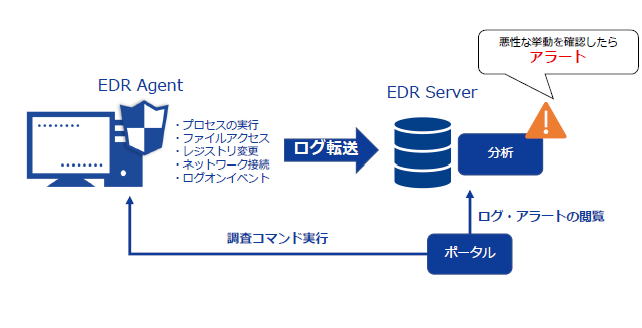 悪性な挙動を確認したら
アラート
EDR Agent
EDR Server
・プロセスの実行
・ファイルアクセス
・レジストリ変更
・ネットワーク接続
・ログオンイベント
ログ転送
分析
ログ・アラートの閲覧
調査コマンド実行
ポータル